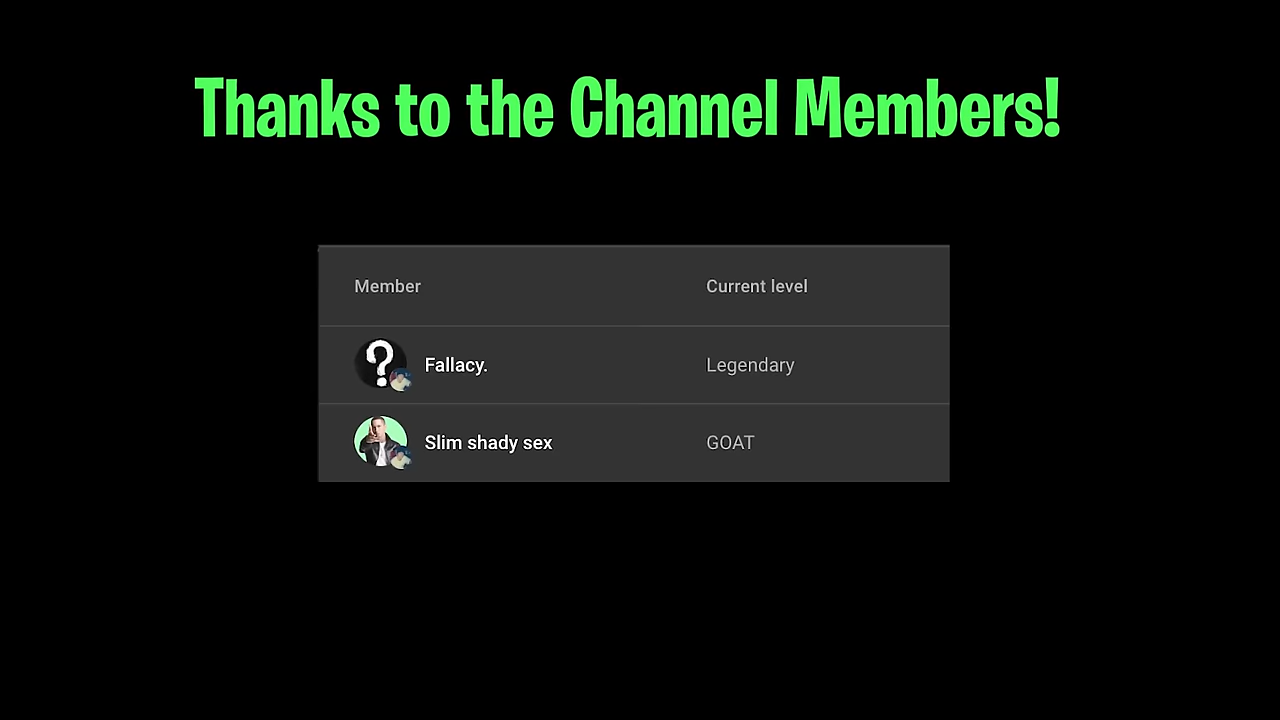 Thanks to the Channel Members!
Member Current level
Fallacy. Legendary
Slim shady sex GOAT